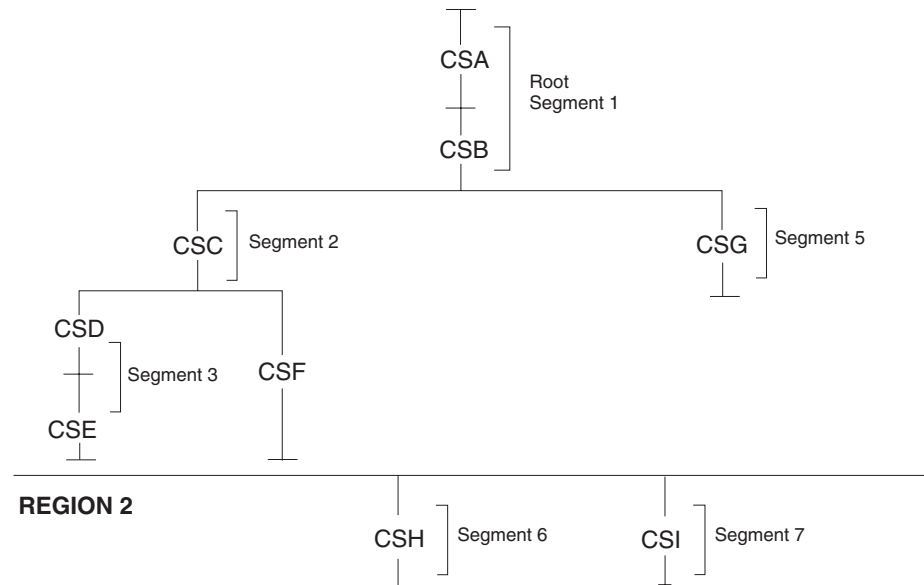 CSA
Root
Segment 1
CSB
CSC
Segment 2
CSG
Segment 5
CSD
Segment 3
CSF
CSE
REGION 2
CSH
Segment 6
CSI
Segment 7